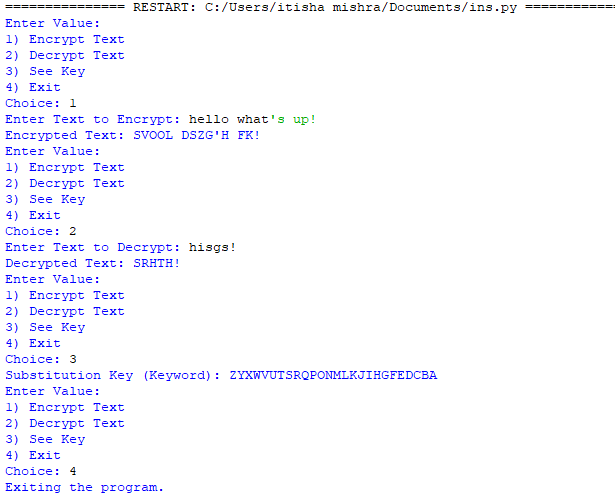 =============== RESTART: C:/Users/itisha mishra/Documents/ins.py ============
Enter Value:
1) Encrypt Text
2) Decrypt Text
3) See Key
4) Exit
Choice: 1
Enter Text to Encrypt: hello what's up!
Encrypted Text: SVOOL DSZG'H FK!
Enter Value:
1) Encrypt Text
2) Decrypt Text
3) See Key
4) Exit
Choice: 2
Enter Text to Decrypt: hisgs!
Decrypted Text: SRHTH!
Enter Value:
1) Encrypt Text
2) Decrypt Text
3) See Key
4) Exit
Choice: 3
Substitution Key (Keyword): ZYXWVUTSRQPONMLKJIHGFEDCBA
Enter Value:
1) Encrypt Text
2) Decrypt Text
3) See Key
4) Exit
Choice: 4
Exiting the program.